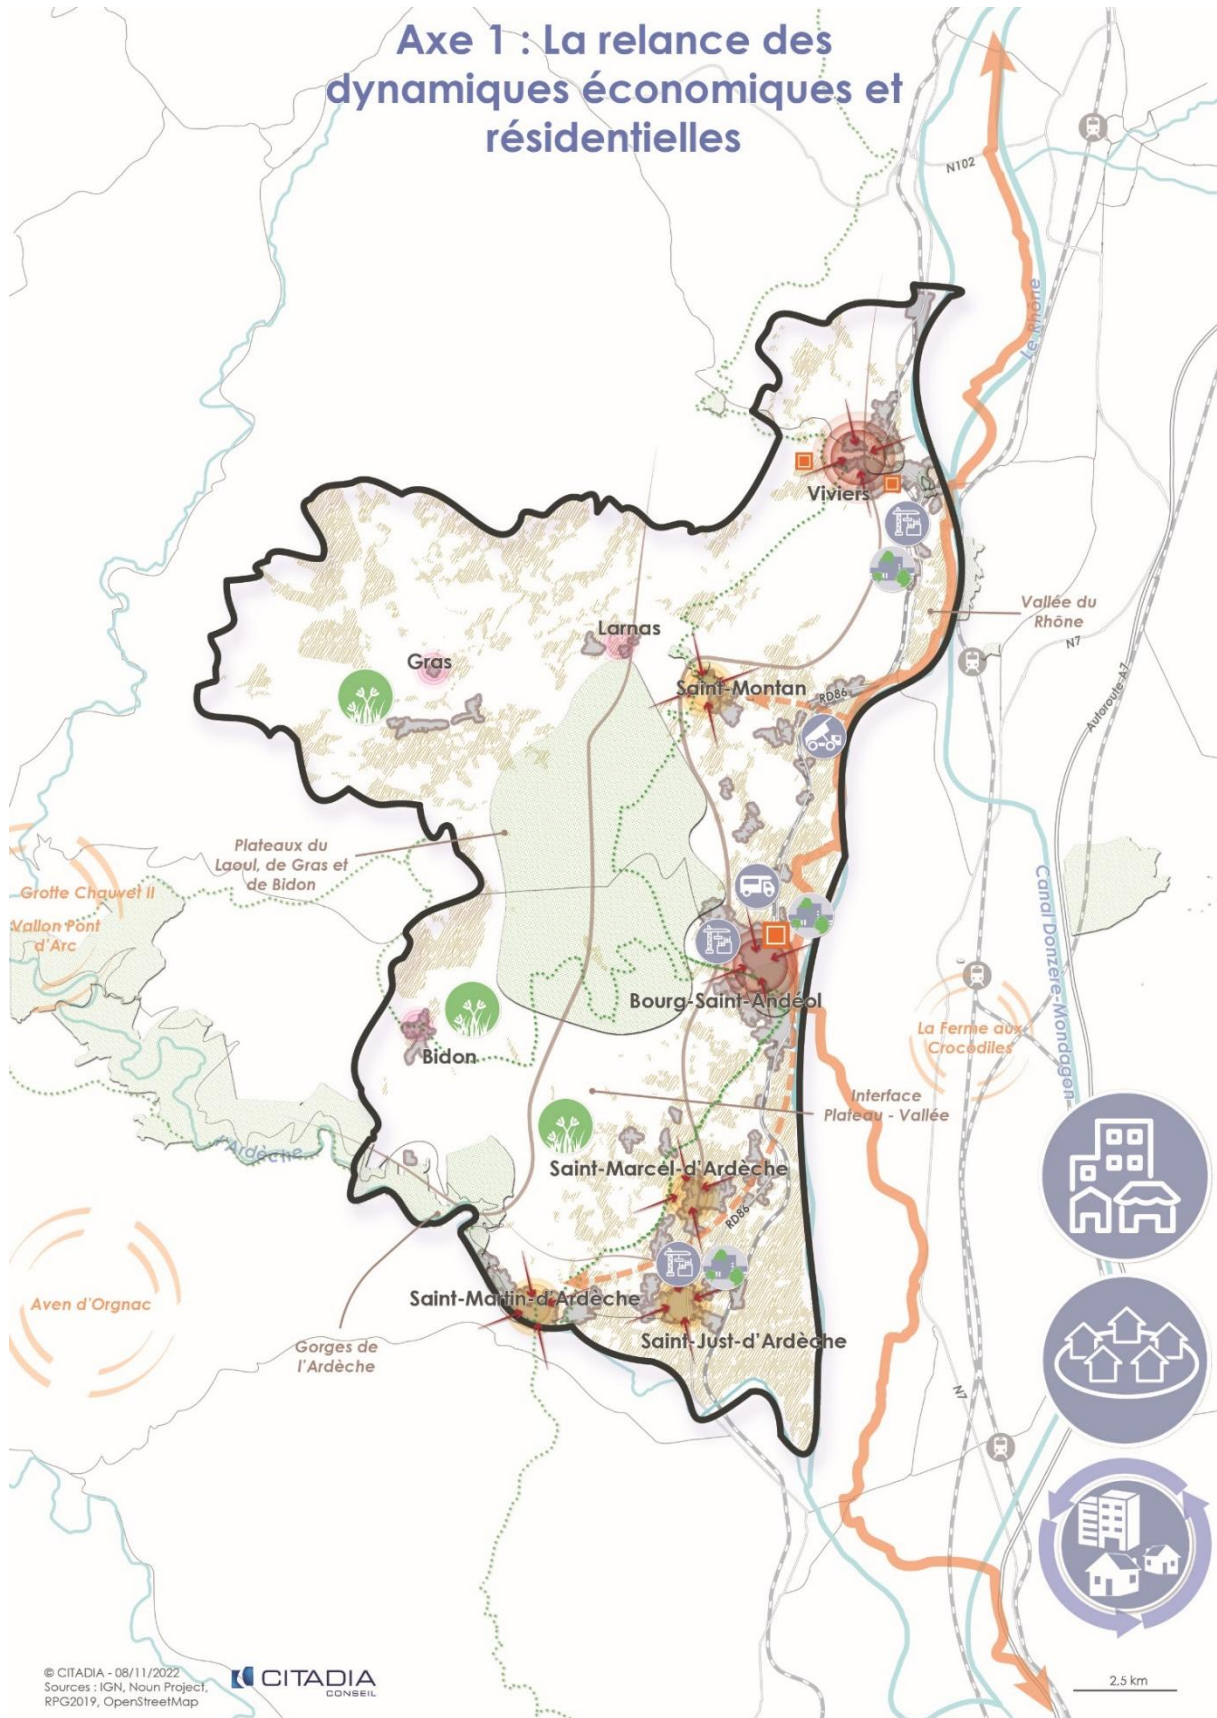 Axe 1 : La relance des
dynamiques économiques et
résidentielles
N102
Le Rhône
Viviers
Vallée du
Rhône
N7
Larnas
Gras
Saint-Montan
RD86
Autoroute A7
Plateaux du
Laoul, de Gras et
de Bidon
Grotte Chauvet II
Vallon Pont
d'Arc
Canal Donzère-Mondagon
Bourg-Saint-Andéol
La Ferme aux
Crocodiles
Bidon
Interface
Plateau - Vallée
Ardèche
Saint-Marcel-d'Ardèche
RD86
Aven d'Orgnac
Saint-Martin-d'Ardèche
Saint-Just-d'Ardèche
Gorges de
l'Ardèche
N7
© CITADIA - 08/11/2022
Sources : IGN, Noun Project,
RPG2019, OpenStreetMap
CITADIA
CONSEIL
2,5 km